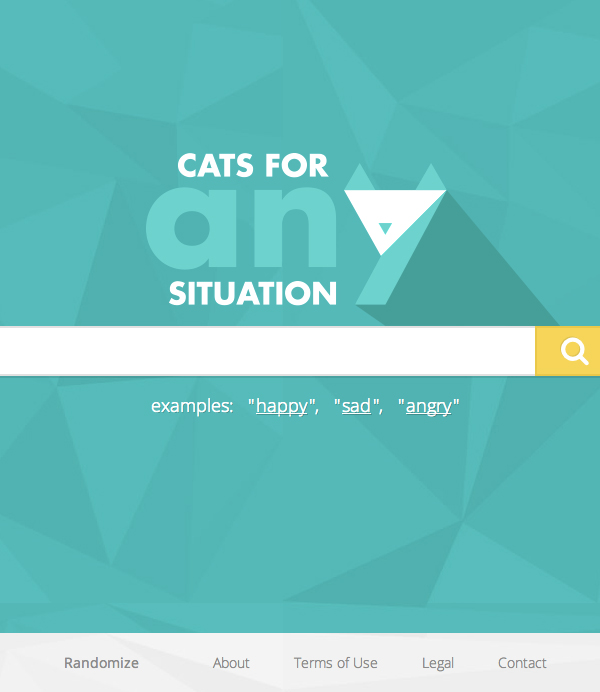 CATS FOR
any
SITUATION
examples: "happy", "sad", "angry"
Randomize About Terms of Use Legal Contact